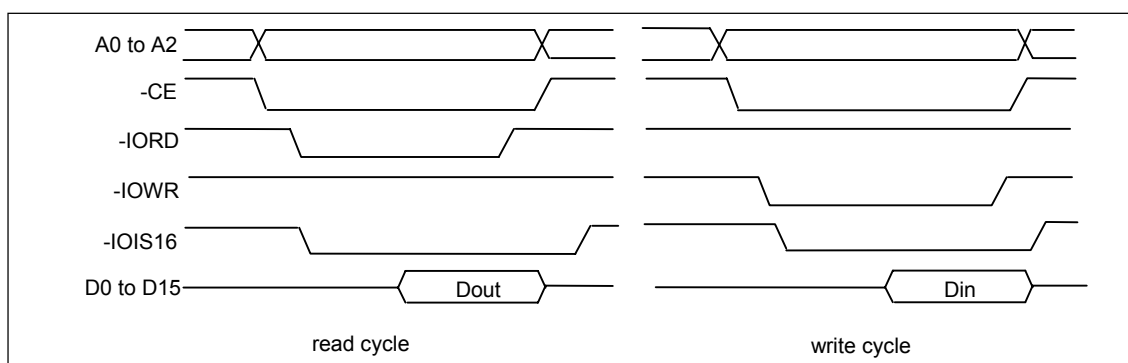 A0 to A2
-CE
-IORD
-IOWR
-IOIS16
D0 to D15 Dout Din
read cycle write cycle